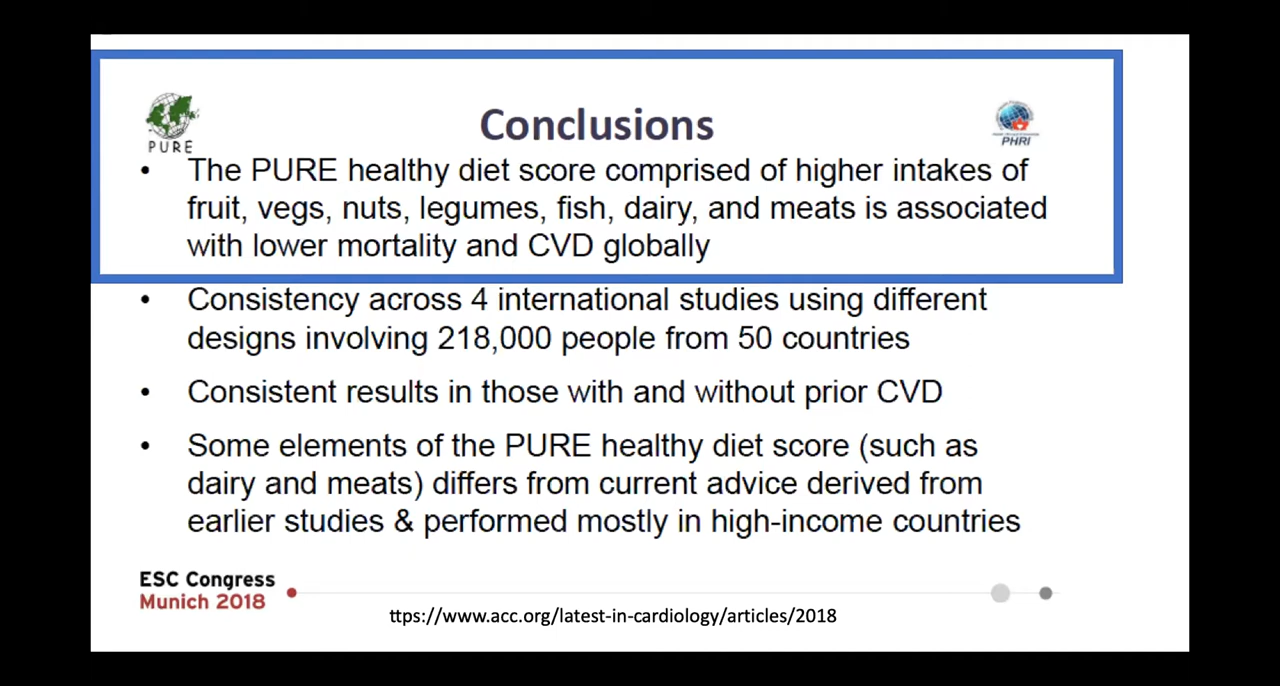 PURE
PHRI
Conclusions
• The PURE healthy diet score comprised of higher intakes of
fruit, vegs, nuts, legumes, fish, dairy, and meats is associated
with lower mortality and CVD globally
• Consistency across 4 international studies using different
designs involving 218,000 people from 50 countries
• Consistent results in those with and without prior CVD
• Some elements of the PURE healthy diet score (such as
dairy and meats) differs from current advice derived from
earlier studies & performed mostly in high-income countries
ESC Congress
Munich 2018
ttps://www.acc.org/latest-in-cardiology/articles/2018